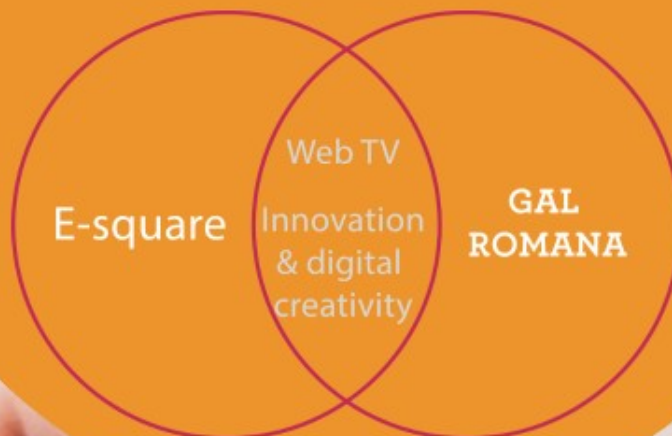 Web TV
E-square
Innovation
& digital
creativity
GAL
ROMANA